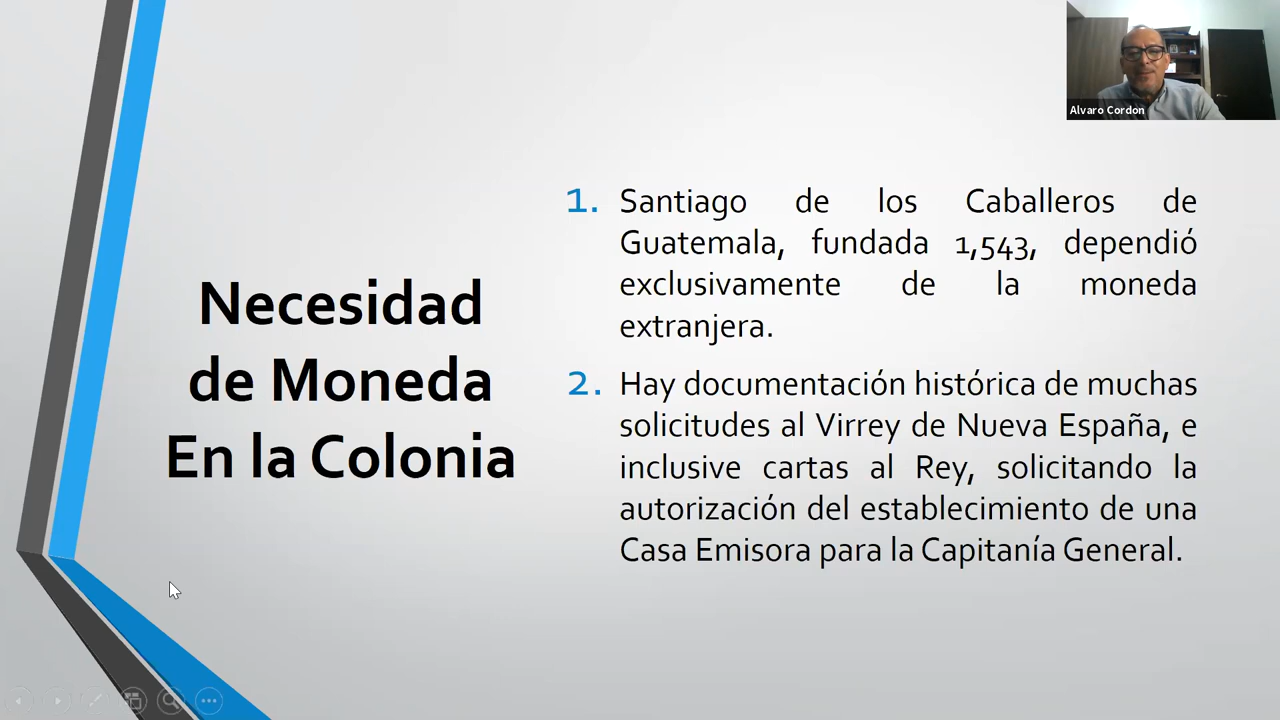 Alvaro Cordon
Necesidad
de Moneda
En la Colonia
1. Santiago de los Caballeros de
Guatemala, fundada 1,543, dependió
exclusivamente de la moneda
extranjera.
2. Hay documentación histórica de muchas
solicitudes al Virrey de Nueva España, e
inclusive cartas al Rey, solicitando la
autorización del establecimiento de una
Casa Emisora para la Capitanía General.